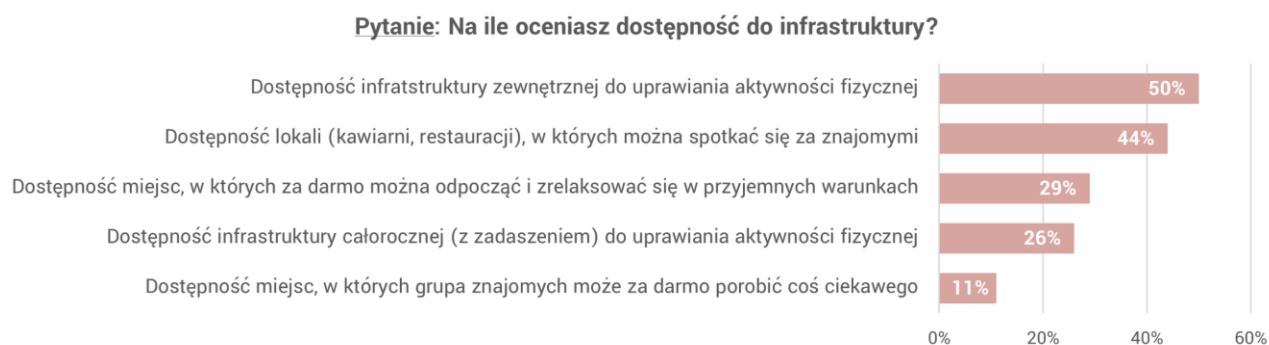 Pytanie: Na ile oceniasz dostępność do infrastruktury?
Dostępność infratstruktury zewnętrznej do uprawiania aktywności fizycznej 50%
Dostępność lokali (kawiarni, restauracji), w których można spotkać się za znajomymi 44%
Dostępność miejsc, w których za darmo można odpocząć i zrelaksować się w przyjemnych warunkach 29%
Dostępność infrastruktury całorocznej (z zadaszeniem) do uprawiania aktywności fizycznej 26%
Dostępność miejsc, w których grupa znajomych może za darmo porobić coś ciekawego 11%
0% 20% 40% 60%